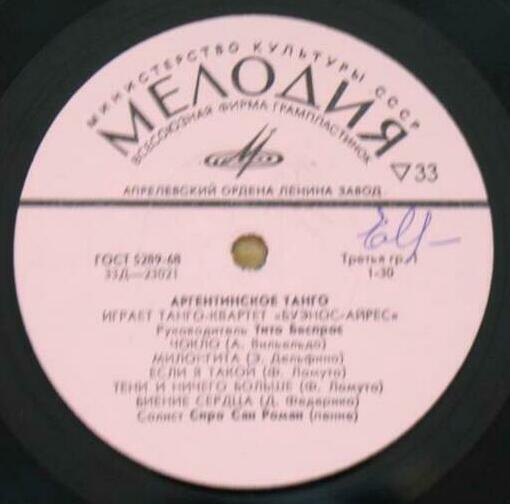 МИНИСТЕРСТВО КУЛЬТУРЫ СССР
МЕЛОДИЯ
ВСЕСОЮЗНАЯ ФИРМА ГРАМПЛАСТИНОК
33
АПРЕЛЕВСКИЙ ОРДЕНА ЛЕНИНА ЗАВОД
ГОСТ 5289-68
Третья гр.
33Д—23021
1-30
АРГЕНТИНСКОЕ ТАНГО
ИГРАЕТ ТАНГО-КВАРТЕТ «БУЭНОС-АЙРЕС»
Руководитель Тито Беспрос
ЧОКЛО (А. Вильольдо)
МИЛОНГИТА (Э. Дельфино)
ЕСЛИ Я ТАКОЙ (Ф. Ломуто)
ТЕНИ И НИЧЕГО БОЛЬШЕ (Ф. Ломуто)
БИЕНИЕ СЕРДЦА (Д. Федерико)
Солист Сиро Сан Роман (пение)